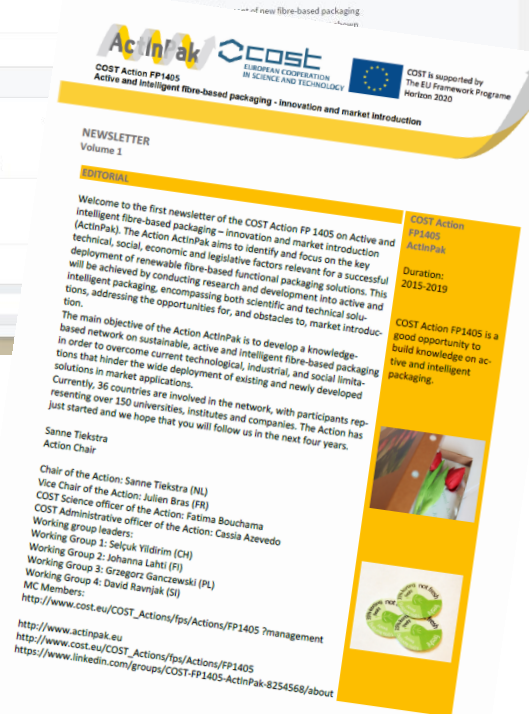 of new fibre-based packaging
shown
ActInPak
COST Action FP1405
Active and intelligent fibre-based packaging - innovation and market introduction
cost
EUROPEAN COOPERATION
IN SCIENCE AND TECHNOLOGY
COST is supported by
The EU Framework Programe
Horizon 2020
NEWSLETTER
Volume 1
EDITORIAL
Welcome to the first newsletter of the COST Action FP 1405 on Active and
intelligent fibre-based packaging – innovation and market introduction
(ActInPak). The Action ActInPak aims to identify and focus on the key
technical, social, economic and legislative factors relevant for a successful
deployment of renewable fibre-based functional packaging solutions. This
will be achieved by conducting research and development into active and
intelligent packaging, encompassing both scientific and technical solu-
tions, addressing the opportunities for, and obstacles to, market introduc-
tion.
The main objective of the Action ActInPak is to develop a knowledge-
based network on sustainable, active and intelligent fibre-based packaging
in order to overcome current technological, industrial, and social limita-
tions that hinder the wide deployment of existing and newly developed
solutions in market applications.
Currently, 36 countries are involved in the network, with participants rep-
resenting over 150 universities, institutes and companies. The Action has
just started and we hope that you will follow us in the next four years.
Sanne Tiekstra
Action Chair
Chair of the Action: Sanne Tiekstra (NL)
Vice Chair of the Action: Julien Bras (FR)
COST Science officer of the Action: Fatima Bouchama
COST Administrative officer of the Action: Cassia Azevedo
Working group leaders:
Working Group 1: Selçuk Yildirim (CH)
Working Group 2: Johanna Lahti (FI)
Working Group 3: Grzegorz Ganczewski (PL)
Working Group 4: David Ravnjak (SI)
MC Members:
http://www.cost.eu/COST_Actions/fps/Actions/FP1405 ?management
http://www.actinpak.eu
http://www.cost.eu/COST_Actions/fps/Actions/FP1405
https://www.linkedin.com/groups/COST-FP1405-ActInPak-8254568/about
COST Action
FP1405
ActInPak
Duration:
2015-2019
COST Action FP1405 is a
good opportunity to
build knowledge on ac-
tive and intelligent
packaging.
not fresh